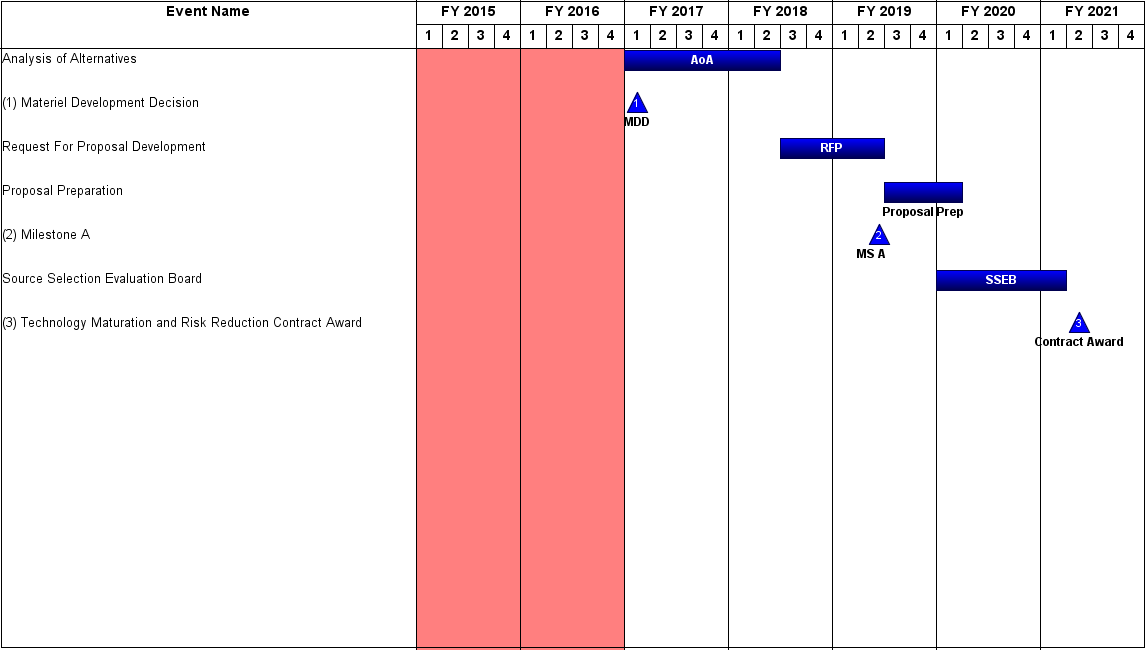 Event Name FY 2015 FY 2016 FY 2017 FY 2018 FY 2019 FY 2020 FY 2021
1 2 3 4 1 2 3 4 1 2 3 4 1 2 3 4 1 2 3 4 1 2 3 4 1 2 3 4
Analysis of Alternatives AoA
(1) Materiel Development Decision 1
MDD
Request For Proposal Development RFP
Proposal Preparation
Proposal Prep
(2) Milestone A 2
MS A
Source Selection Evaluation Board SSEB
(3) Technology Maturation and Risk Reduction Contract Award 3
Contract Award